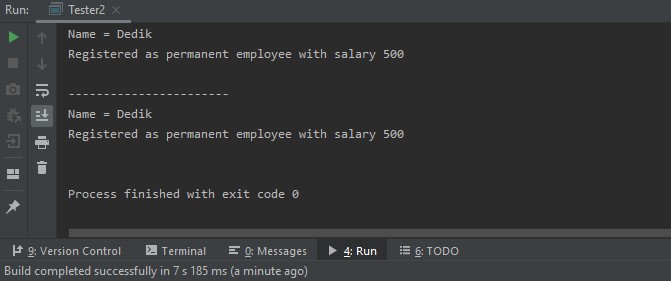 Run:
Tester2
Name = Dedik
Registered as permanent employee with salary 500
-----------------------
Name = Dedik
Registered as permanent employee with salary 500
Process finished with exit code 0
9: Version Control
Terminal
0: Messages
4: Run
6: TODO
Build completed successfully in 7 s 185 ms (a minute ago)